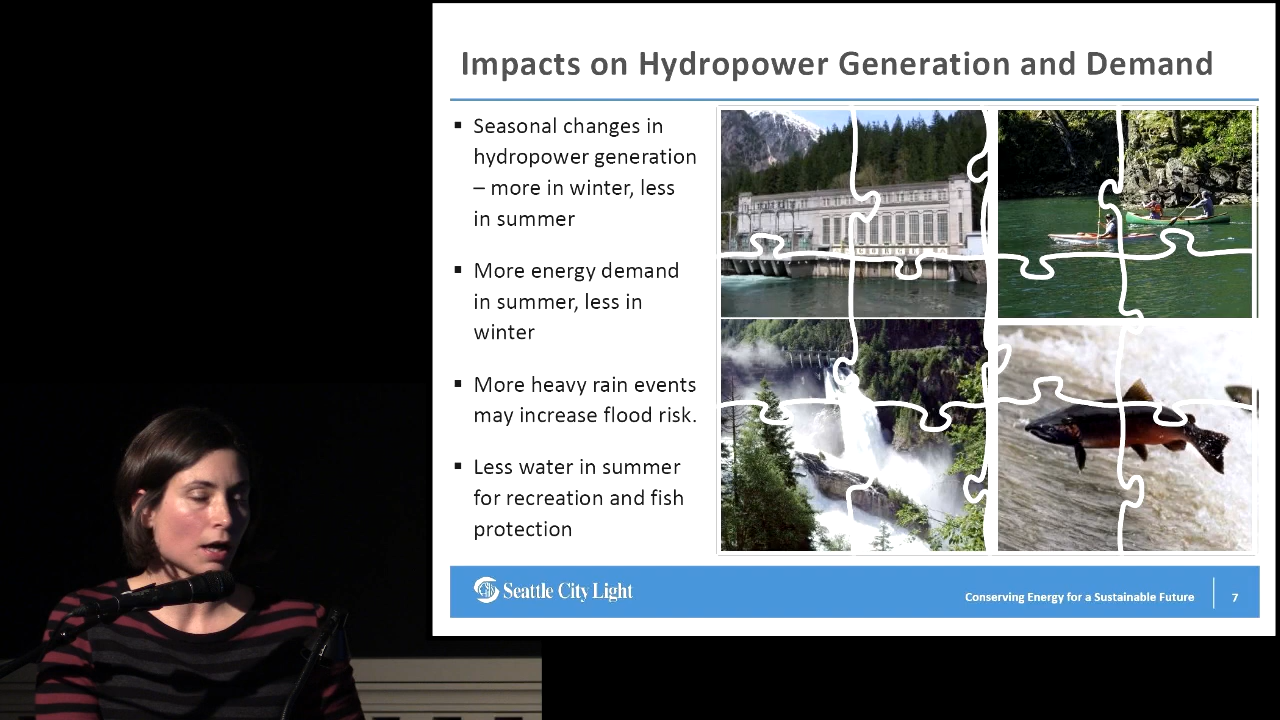 Impacts on Hydropower Generation and Demand
▪ Seasonal changes in
hydropower generation
– more in winter, less
in summer
▪ More energy demand
in summer, less in
winter
▪ More heavy rain events
may increase flood risk.
▪ Less water in summer
for recreation and fish
protection
Seattle City Light
Conserving Energy for a Sustainable Future
7